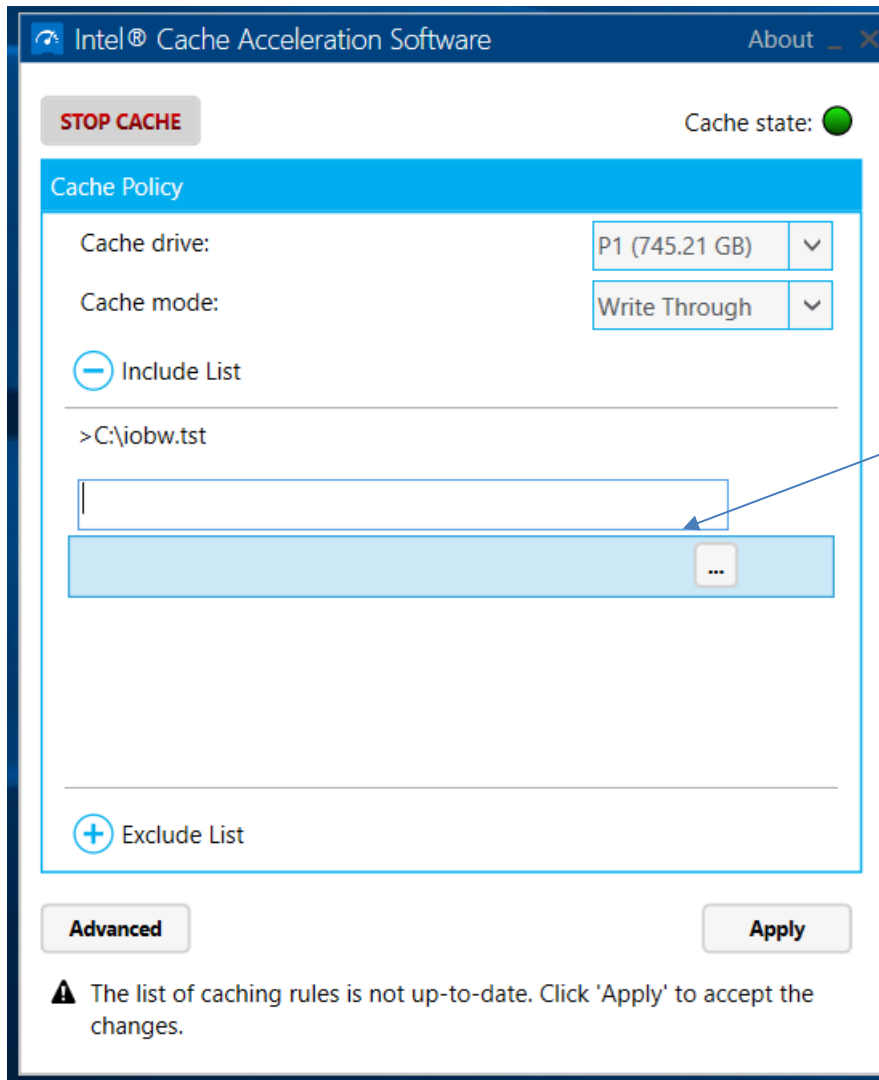 Intel® Cache Acceleration Software About
STOP CACHE Cache state:
Cache Policy
Cache drive: P1 (745.21 GB)
Cache mode: Write Through
Include List
>C:\iobw.tst
...
Exclude List
Advanced Apply
The list of caching rules is not up-to-date. Click 'Apply' to accept the
changes.